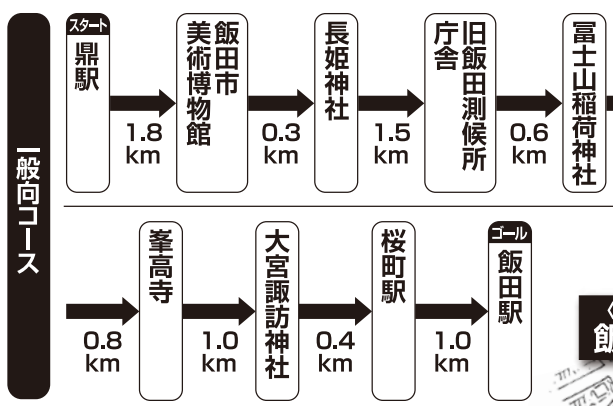 一般向コース
スタート
鼎駅
1.8
km
飯田市
美術博物館
0.3
km
長姫神社
1.5
km
旧飯田測候所
庁舎
0.6
km
冨士山稲荷神社
0.8
km
峯高寺
1.0
km
大宮諏訪神社
0.4
km
桜町駅
1.0
km
ゴール
飯田駅